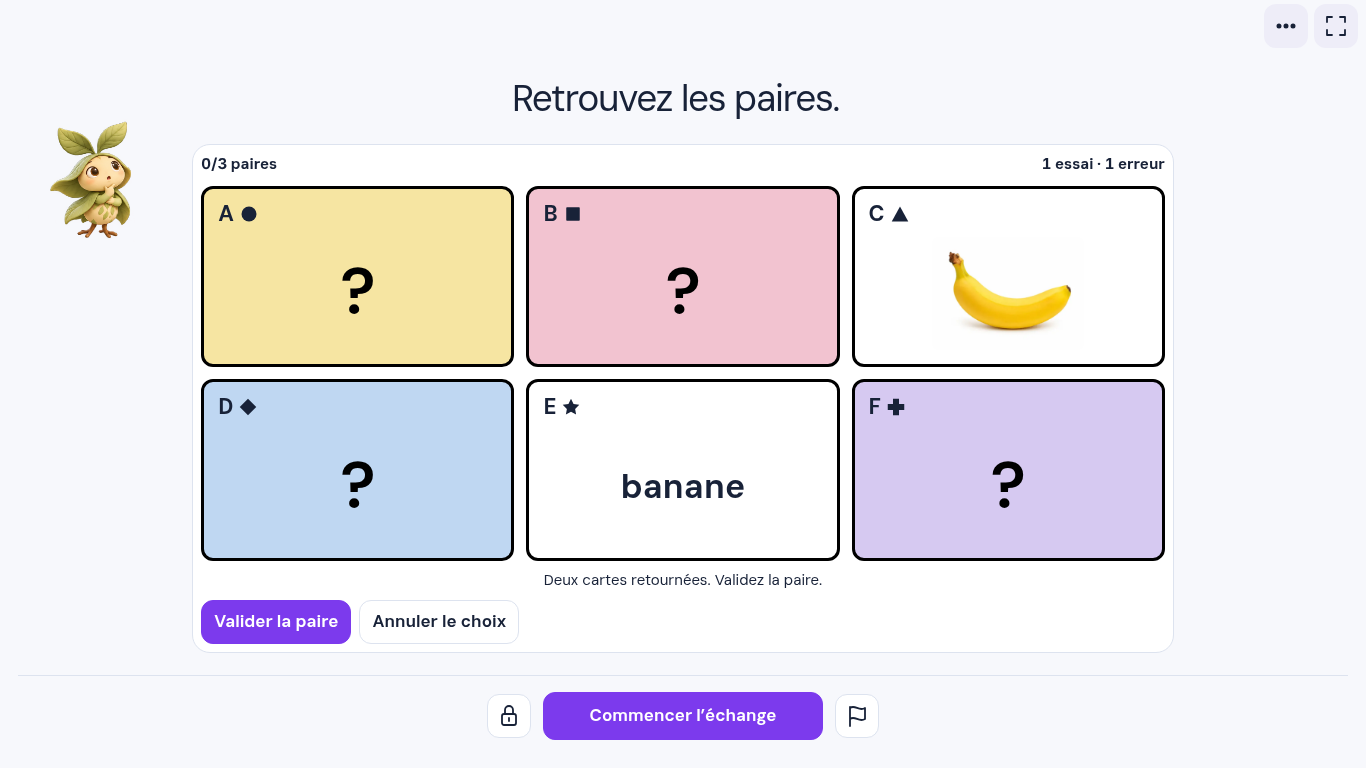 Retrouvez les paires.
0/3 paires
1 essai · 1 erreur
A
?
B
?
C
D
?
E
banane
F
?
Deux cartes retournées. Validez la paire.
Valider la paire
Annuler le choix
Commencer l’échange